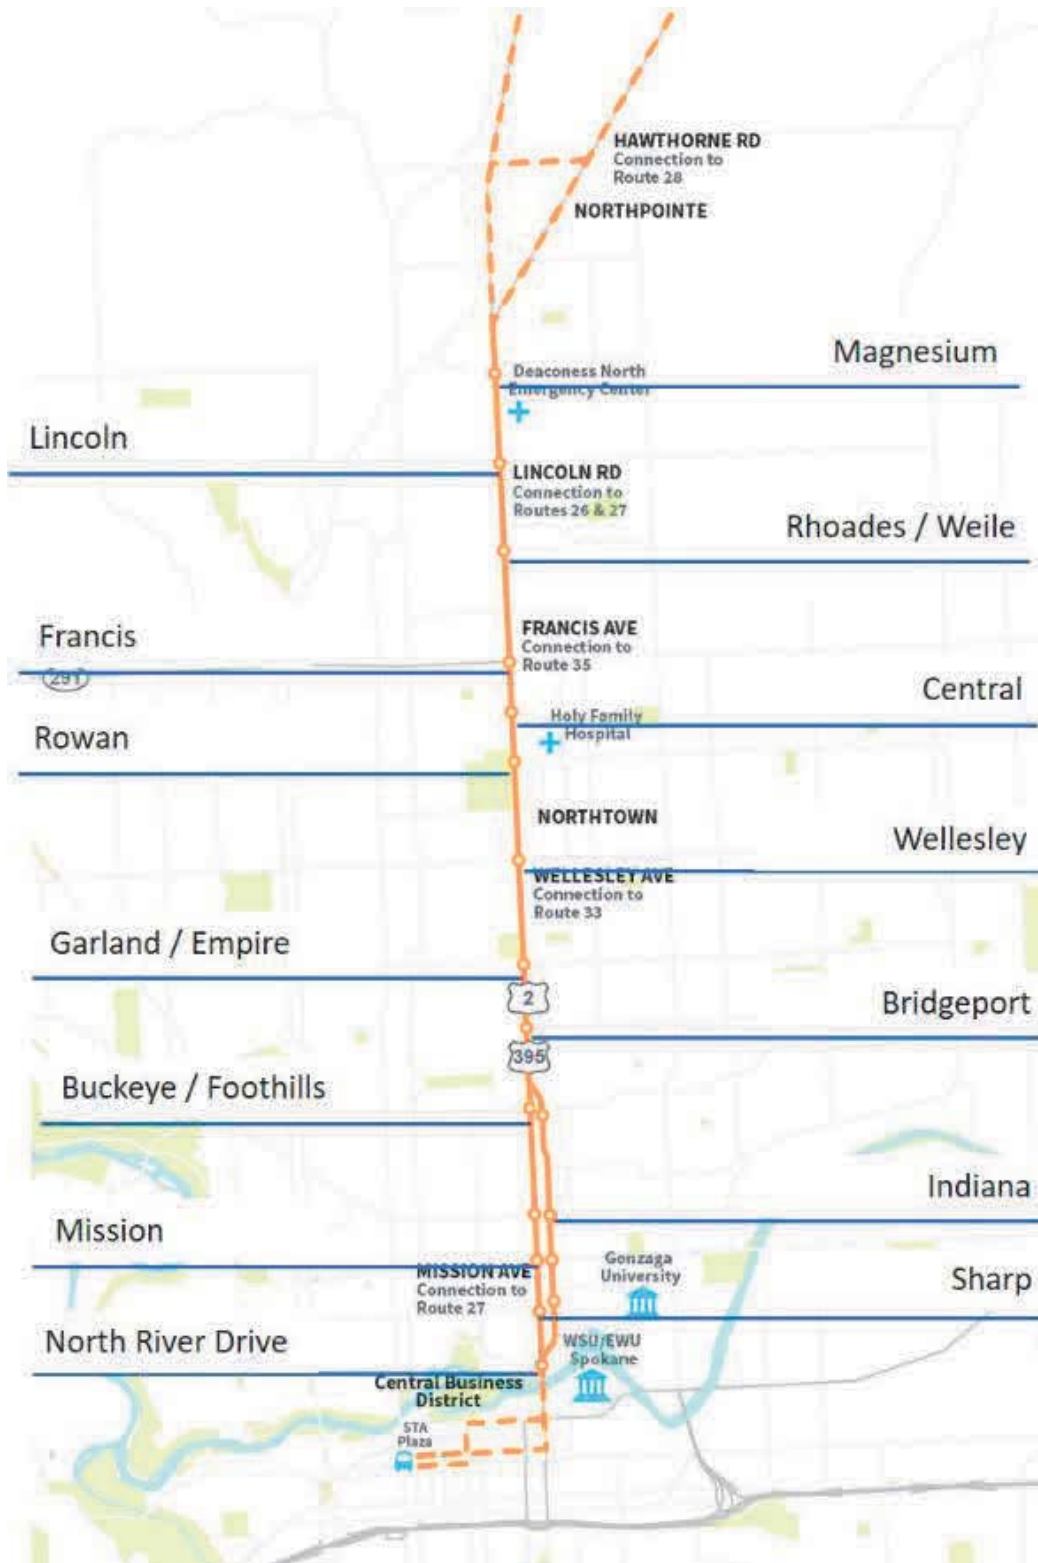 HAWTHORNE RD
Connection to
Route 28
NORTHPOINTE
Magnesium
Deaconess North
Emergency Center
Lincoln
LINCOLN RD
Connection to
Routes 26 & 27
Rhoades / Weile
Francis
FRANCIS AVE
Connection to
Route 35
291
Central
Holy Family
Hospital
Rowan
NORTHTOWN
Wellesley
WELLESLEY AVE
Connection to
Route 33
Garland / Empire
2
Bridgeport
395
Buckeye / Foothills
Indiana
Mission
MISSION AVE
Connection to
Route 27
Gonzaga
University
Sharp
North River Drive
WSU/EWU
Spokane
Central Business
District
STA
Plaza